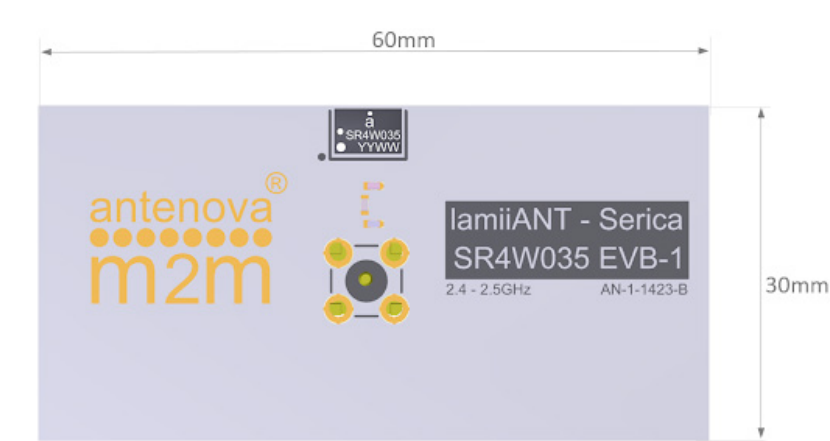 60mm
a
SR4W035
YYWW
antenova®
m2m
lamiiANT - Serica
SR4W035 EVB-1
2.4 - 2.5GHz AN-1-1423-B
30mm